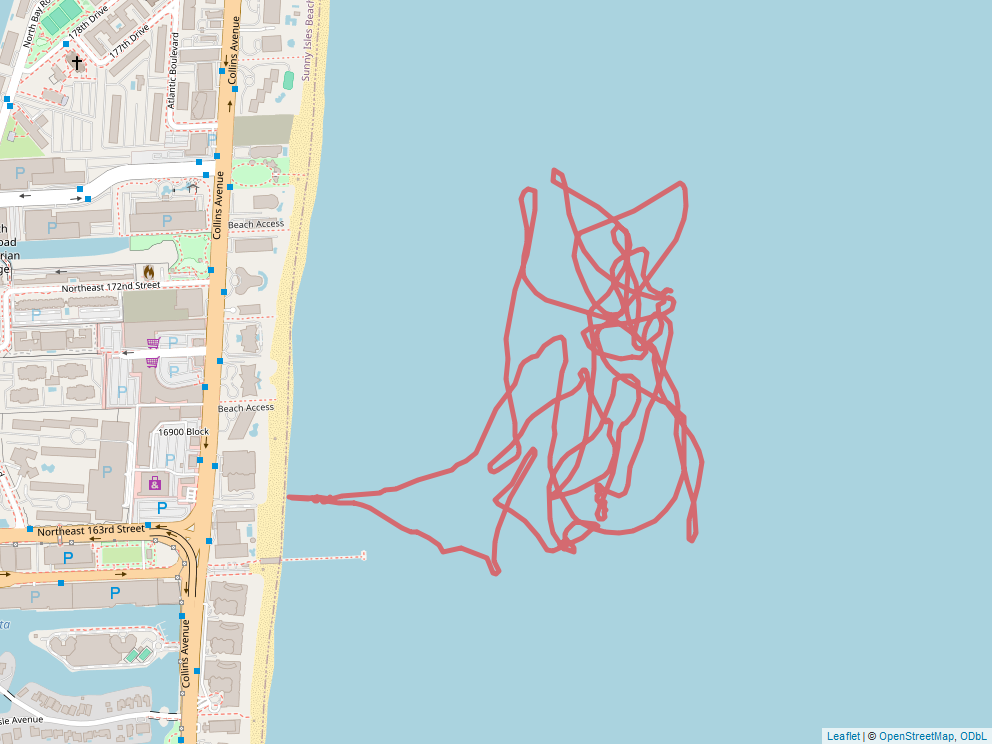 North Bay Ro
178th Drive
177th Drive
Atlantic Boulevard
Collins Avenue
Sunny Isles Beach
P
Collins Avenue
P
P
Beach Access
th
oad
rian
ge
Northeast 172nd Street
P
P
P
P
Beach Access
16900 Block
P
P
P
Northeast 163rd Street
P
P
P
P
ta
Collins Avenue
sle Avenue
Leaflet | © OpenStreetMap, ODbL